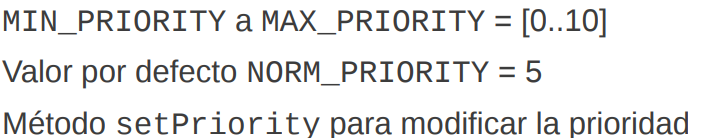 MIN_PRIORITY a MAX_PRIORITY = [0..10]
Valor por defecto NORM_PRIORITY = 5
Método setPriority para modificar la prioridad